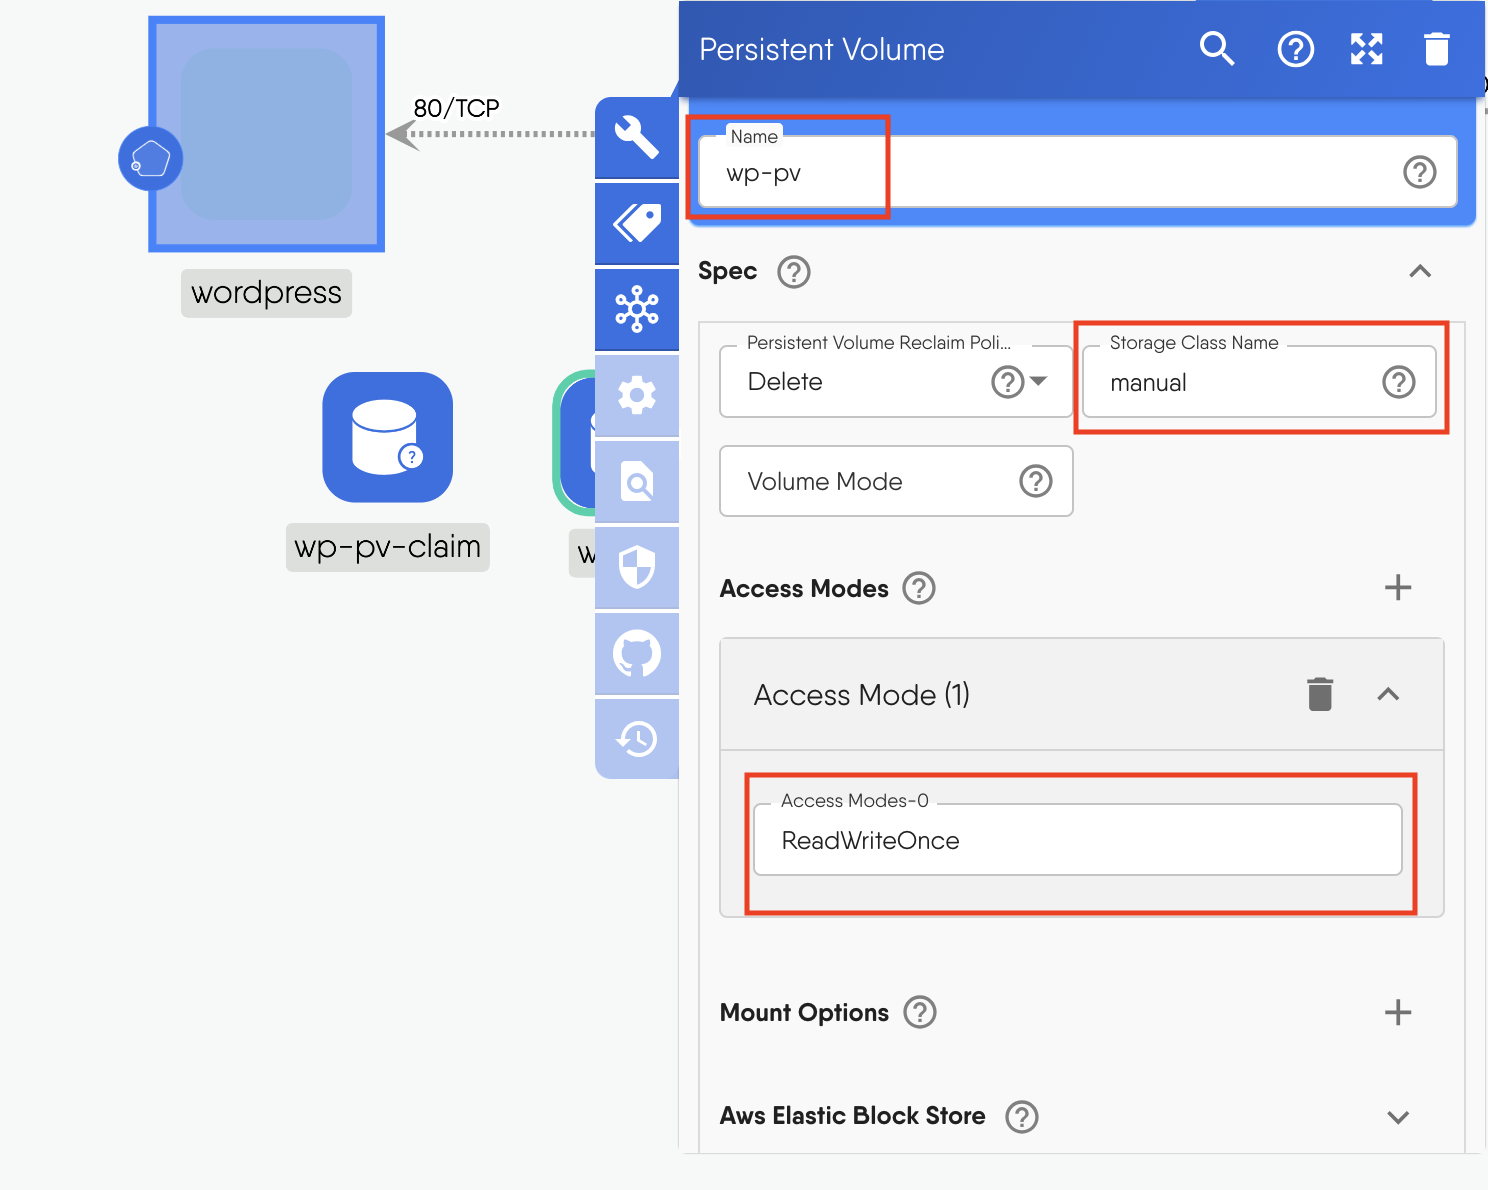 Persistent Volume
80/TCP
Name
wp-pv
wordpress
Spec
Persistent Volume Reclaim Poli...
Delete
Storage Class Name
manual
Volume Mode
wp-pv-claim
w
Access Modes
Access Mode (1)
Access Modes-0
ReadWriteOnce
Mount Options
Aws Elastic Block Store